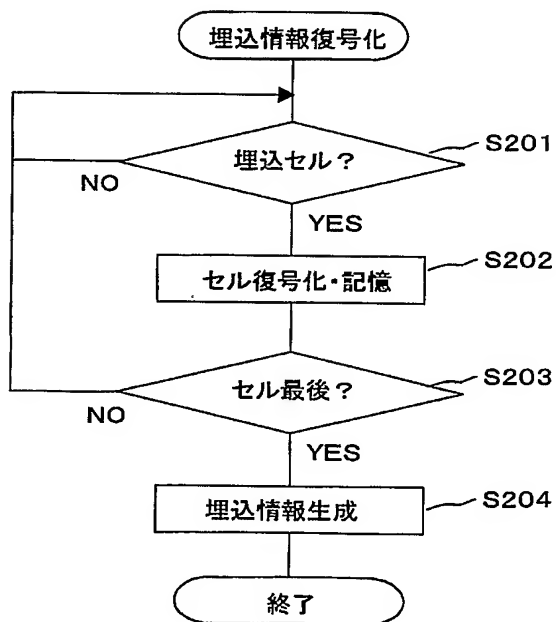 埋込情報復号化
埋込セル？
S201
NO
YES
セル復号化・記憶
S202
セル最後？
S203
NO
YES
埋込情報生成
S204
終了